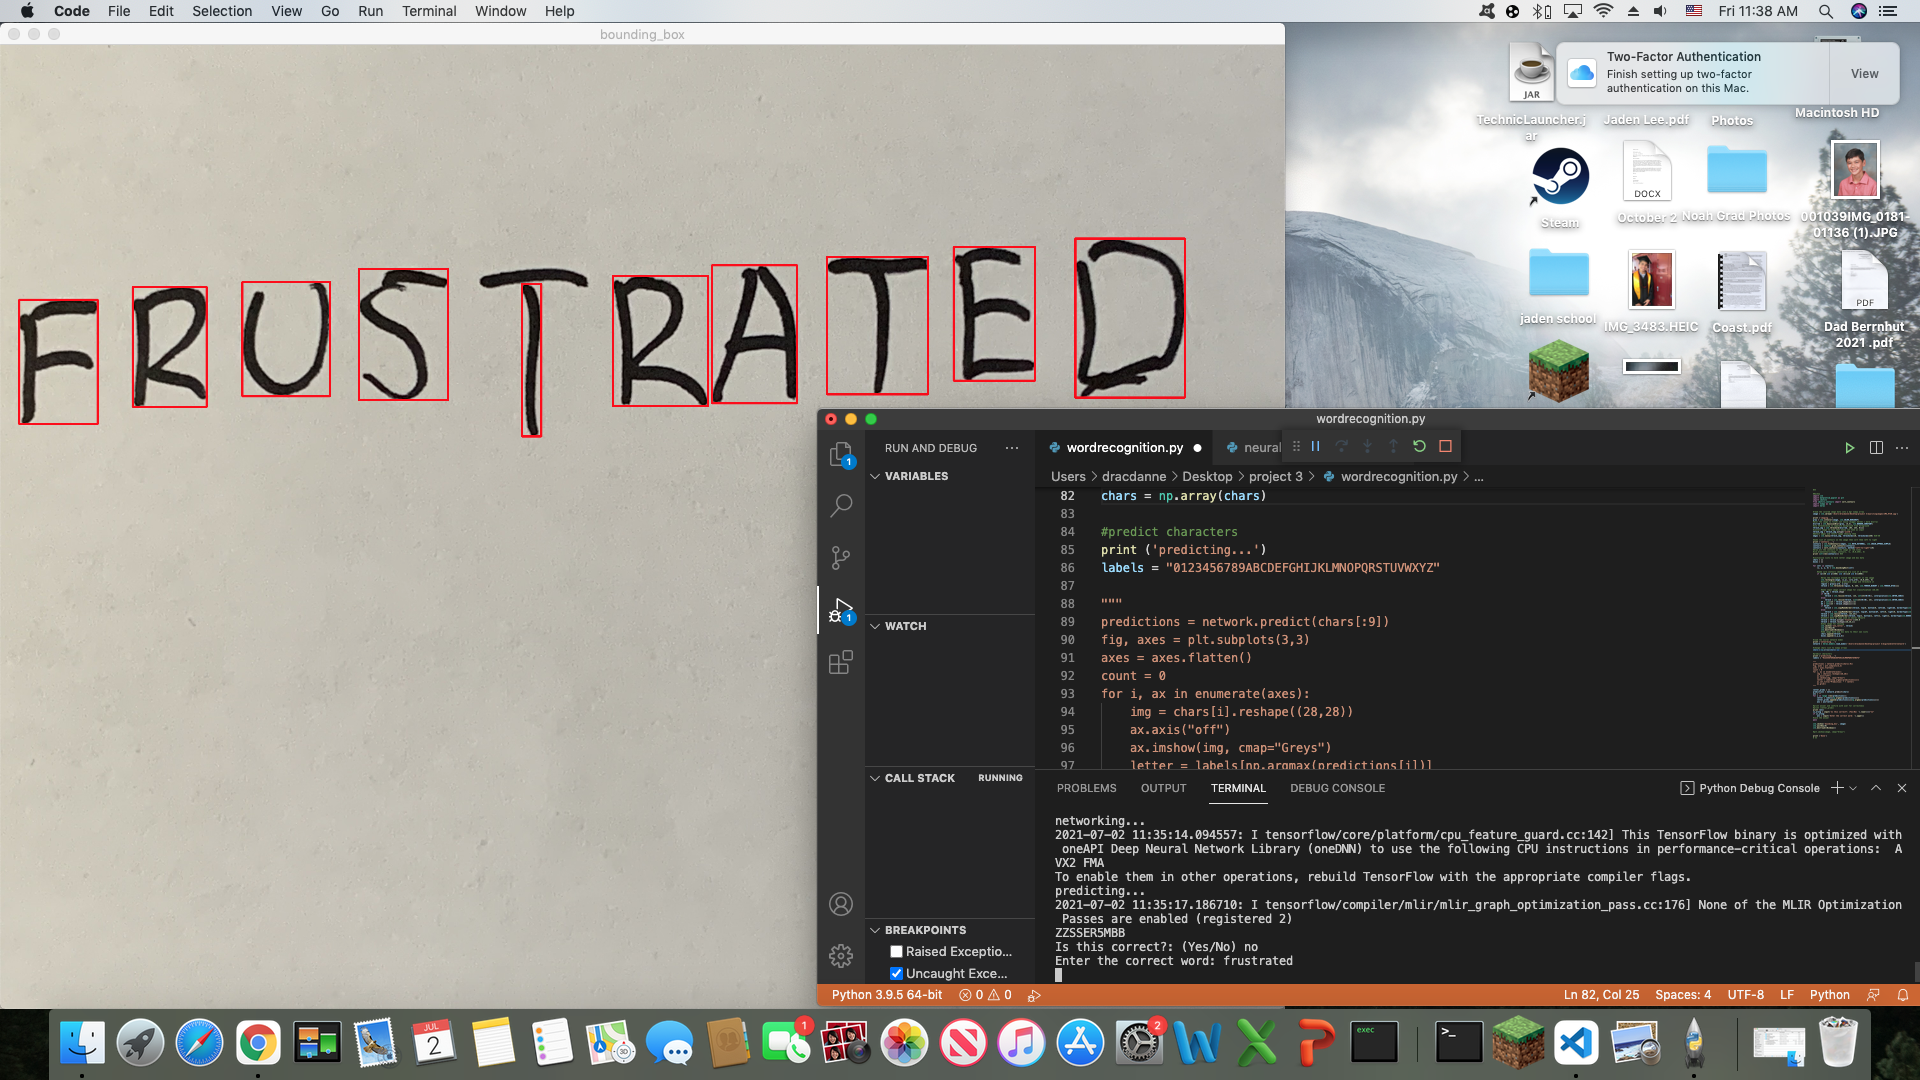 Code File Edit Selection View Go Run Terminal Window Help Fri 11:38 AM
bounding_box
FRUSTRATED
Two-Factor Authentication
Finish setting up two-factor
authentication on this Mac.
View
JAR
TechnicLauncher.j
ar
Jaden Lee.pdf
Photos
Macintosh HD
Steam
DOCX
October 2
Noah Grad Photos
001039IMG_0181-
01136 (1).JPG
jaden school
IMG_3483.HEIC
Coast.pdf
PDF
Dad Berrnhut
2021 .pdf
wordrecognition.py
RUN AND DEBUG ···
wordrecognition.py
neural
1
Users > dracdanne > Desktop > project 3 > wordrecognition.py > ...
VARIABLES
82 chars = np.array(chars)
83
84 #predict characters
85 print ('predicting...')
86 labels = "0123456789ABCDEFGHIJKLMNOPQRSTUVWXYZ"
87
88 """
89 predictions = network.predict(chars[:9])
90 fig, axes = plt.subplots(3,3)
91 axes = axes.flatten()
92 count = 0
93 for i, ax in enumerate(axes):
94 img = chars[i].reshape((28,28))
95 ax.axis("off")
96 ax.imshow(img, cmap="Greys")
97 letter = labels[np.argmax(predictions[i])]
1
WATCH
CALL STACK RUNNING
BREAKPOINTS
Raised Exceptio...
Uncaught Exce...
PROBLEMS OUTPUT TERMINAL DEBUG CONSOLE Python Debug Console
networking...
2021-07-02 11:35:14.094557: I tensorflow/core/platform/cpu_feature_guard.cc:142] This TensorFlow binary is optimized with
oneAPI Deep Neural Network Library (oneDNN) to use the following CPU instructions in performance-critical operations: A
VX2 FMA
To enable them in other operations, rebuild TensorFlow with the appropriate compiler flags.
predicting...
2021-07-02 11:35:17.186710: I tensorflow/compiler/mlir/mlir_graph_optimization_pass.cc:176] None of the MLIR Optimization
Passes are enabled (registered 2)
ZZSSER5MBB
Is this correct?: (Yes/No) no
Enter the correct word: frustrated
Python 3.9.5 64-bit 0 0 Ln 82, Col 25 Spaces: 4 UTF-8 LF Python
JUL
2
3D
1
2
exec
>_